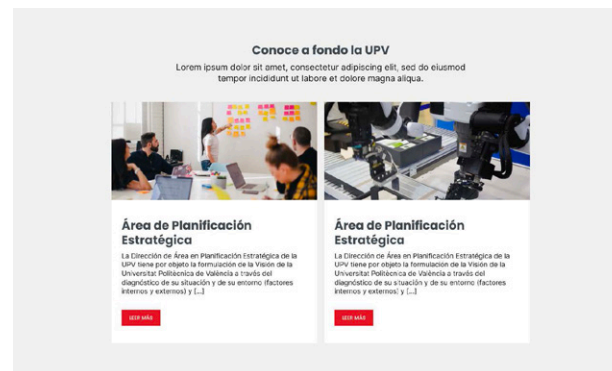 Conoce a fondo la UPV
Lorem ipsum dolor sit amet, consectetur adipiscing elit, sed do eiusmod
tempor incididunt ut labore et dolore magna aliqua.
Área de Planificación
Estratégica
La Dirección de Área en Planificación Estratégica de la
UPV tiene por objeto la formulación de la Visión de la
Universitat Politècnica de València a través del
diagnóstico de su situación y de su entorno (factores
internos y externos) y [...]
LEER MÁS
Área de Planificación
Estratégica
La Dirección de Área en Planificación Estratégica de la
UPV tiene por objeto la formulación de la Visión de la
Universitat Politècnica de València a través del
diagnóstico de su situación y de su entorno (factores
internos y externos) y [...]
LEER MÁS